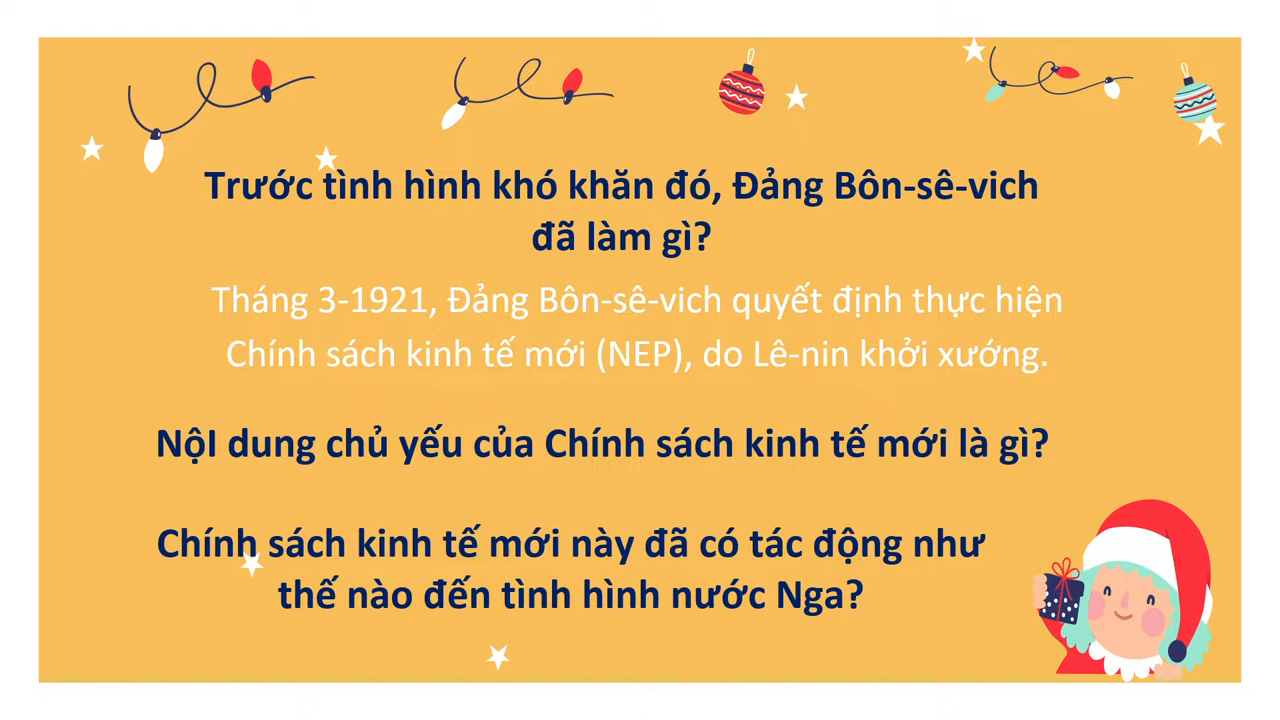 Trước tình hình khó khăn đó, Đảng Bôn-sê-vich
đã làm gì?
Tháng 3-1921, Đảng Bôn-sê-vich quyết định thực hiện
Chính sách kinh tế mới (NEP), do Lê-nin khởi xướng.
NộI dung chủ yếu của Chính sách kinh tế mới là gì?
Chính sách kinh tế mới này đã có tác động như
thế nào đến tình hình nước Nga?